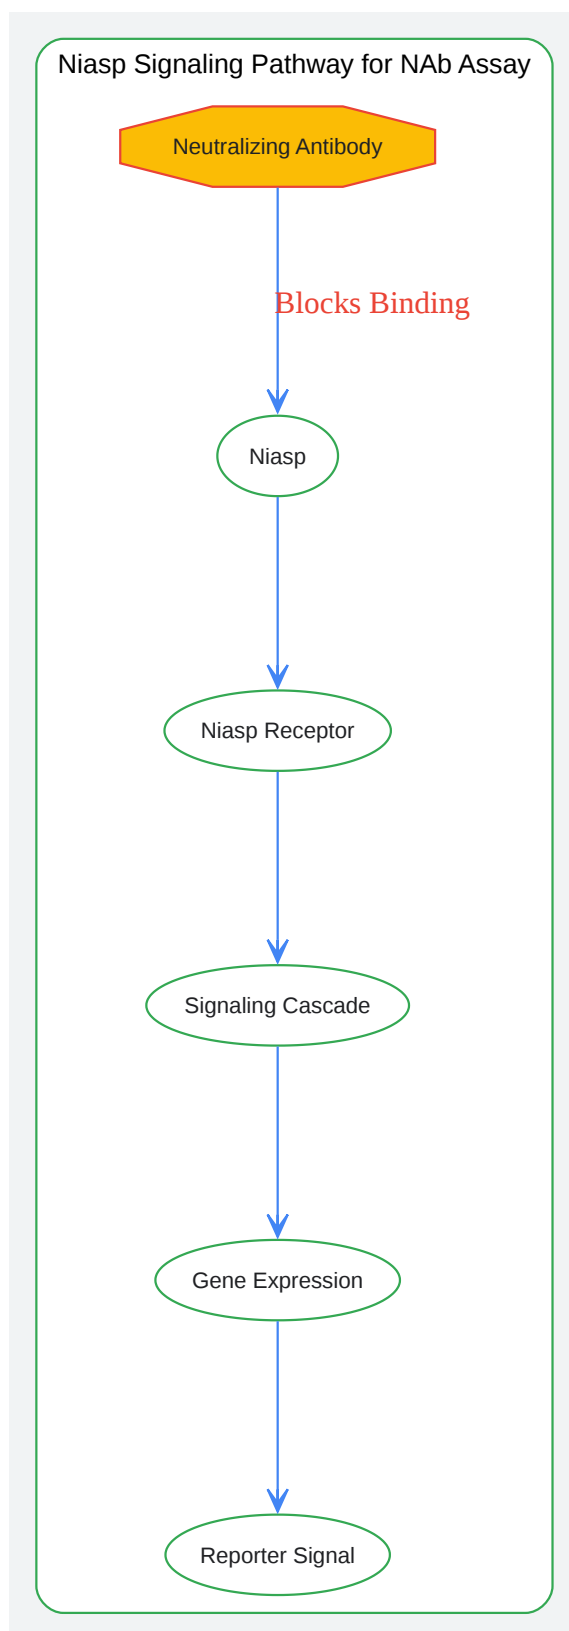 Niasp Signaling Pathway for NAb Assay
Neutralizing Antibody
Blocks Binding
Niasp
Niasp Receptor
Signaling Cascade
Gene Expression
Reporter Signal